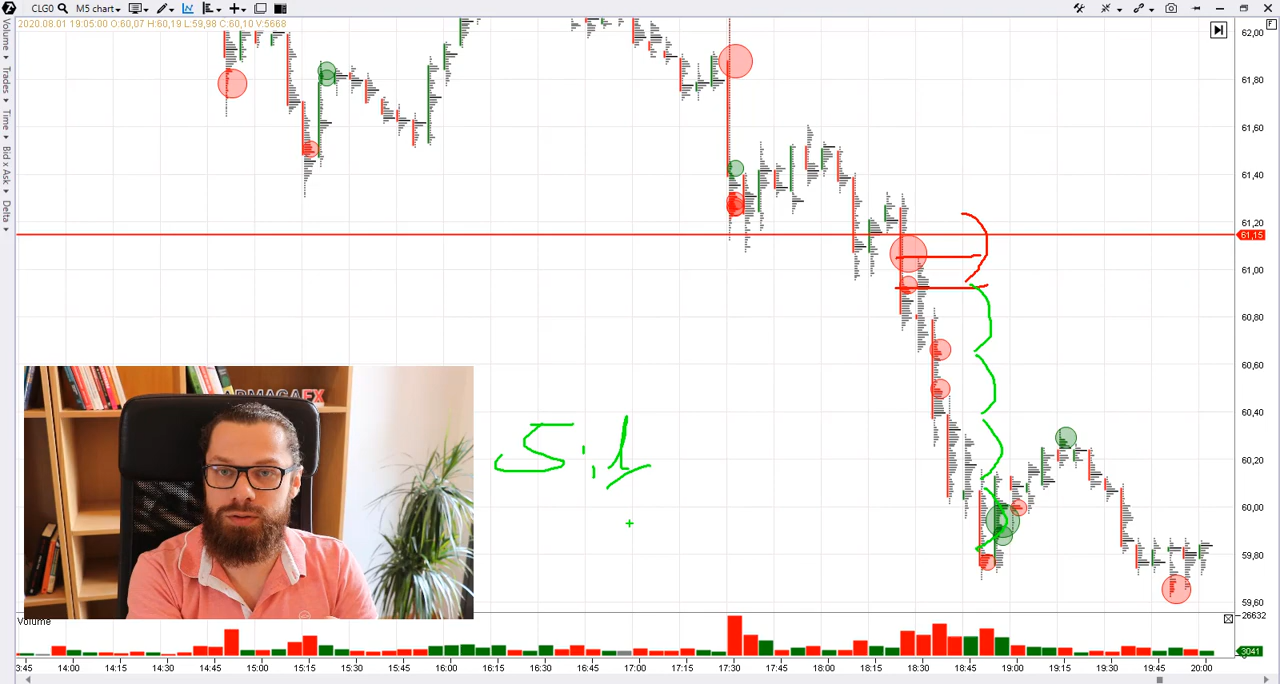 CLG0 M5 chart
2020.08.01 19:05:00 O:60,07 H:60,19 L:59,98 C:60,10 V:5668
F
Volume
Trades
Time
Bid x Ask
Delta
62,00
61,80
61,60
61,40
61,20
61,15
61,00
60,80
60,60
60,40
60,20
60,00
59,80
59,60
5:1
Volume
26632
3041
3:45 14:00 14:15 14:30 14:45 15:00 15:15 15:30 15:45 16:00 16:15 16:30 16:45 17:00 17:15 17:30 17:45 18:00 18:15 18:30 18:45 19:00 19:15 19:30 19:45 20:00